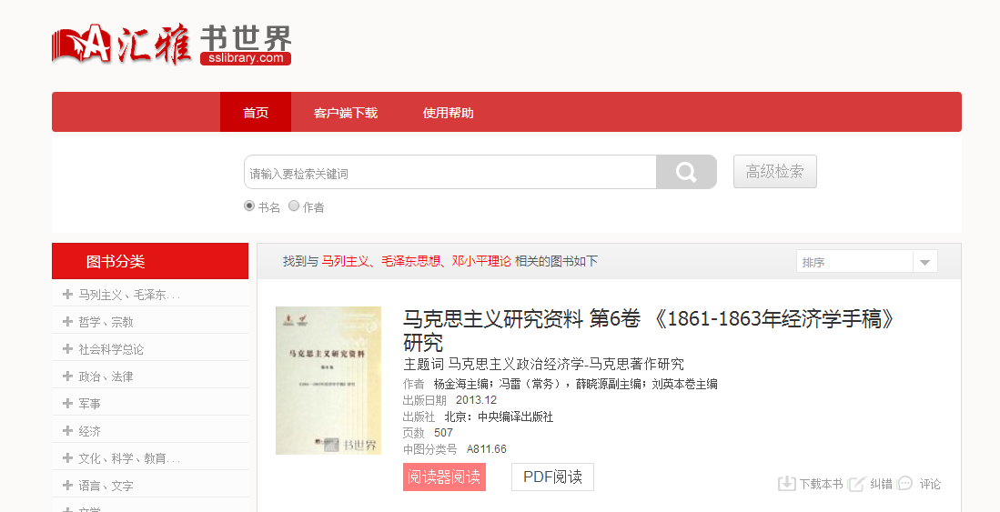 汇雅 书世界
sslibrary.com
首页 客户端下载 使用帮助
请输入要检索关键词
高级检索
书名 作者
图书分类
马列主义、毛泽东...
哲学、宗教
社会科学总论
政治、法律
军事
经济
文化、科学、教育...
语言、文字
文学
找到与 马列主义、毛泽东思想、邓小平理论 相关的图书如下
排序
马克思主义研究资料
书世界
马克思主义研究资料 第6卷 《1861-1863年经济学手稿》
研究
主题词 马克思主义政治经济学-马克思著作研究
作者 杨金海主编；冯雷（常务），薛晓源副主编；刘英本卷主编
出版日期 2013.12
出版社 北京：中央编译出版社
页数 507
中图分类号 A811.66
阅读器阅读 PDF阅读
下载本书 纠错 评论